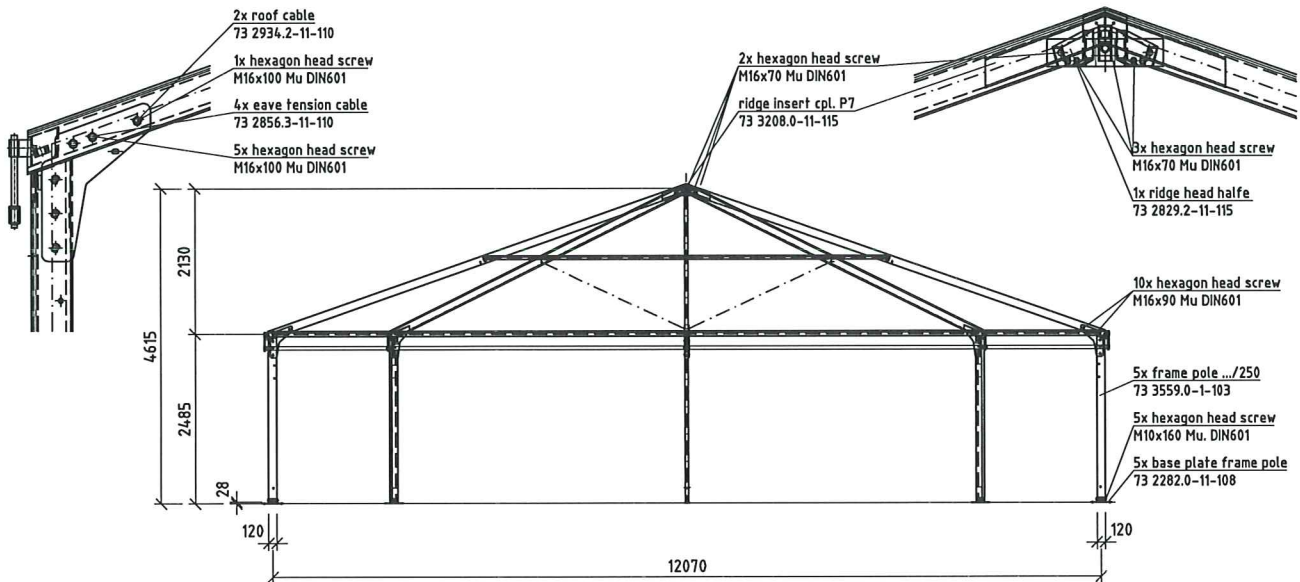 2x roof cable
73 2934.2-11-110
1x hexagon head screw
M16x100 Mu DIN601
4x eave tension cable
73 2856.3-11-110
5x hexagon head screw
M16x100 Mu DIN601
2x hexagon head screw
M16x70 Mu DIN601
ridge insert cpl. P7
73 3208.0-11-115
3x hexagon head screw
M16x70 Mu DIN601
1x ridge head halfe
73 2829.2-11-115
10x hexagon head screw
M16x90 Mu DIN601
5x frame pole .../250
73 3559.0-1-103
5x hexagon head screw
M10x160 Mu. DIN601
5x base plate frame pole
73 2282.0-11-108
2130
4615
2485
28
120
120
12070